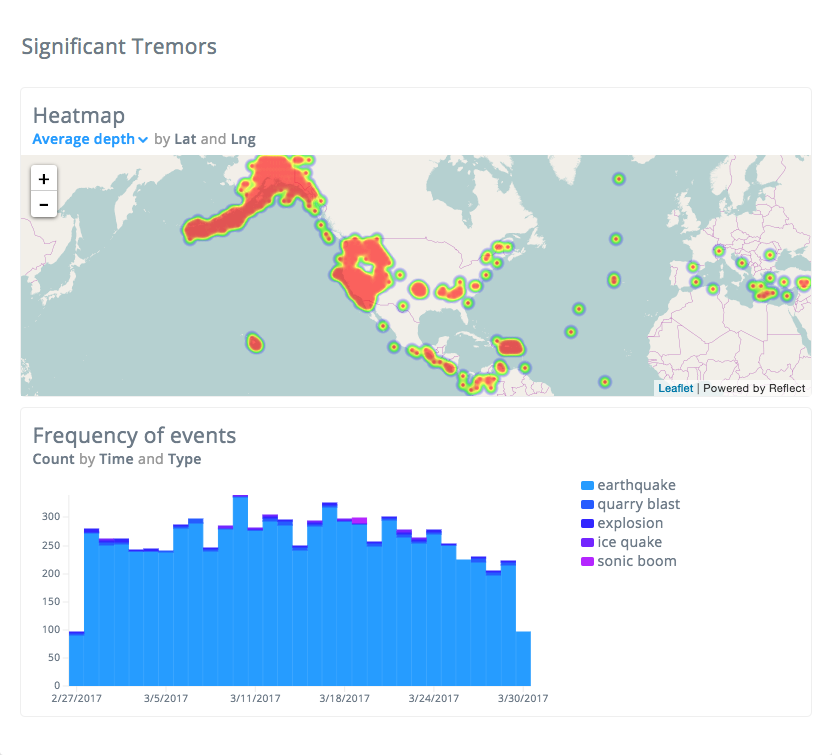 Significant Tremors
Heatmap
Average depth by Lat and Lng
+
−
Leaflet | Powered by Reflect
Frequency of events
Count by Time and Type
300
250
200
150
100
50
0
2/27/2017 3/5/2017 3/11/2017 3/18/2017 3/24/2017 3/30/2017
earthquake
quarry blast
explosion
ice quake
sonic boom